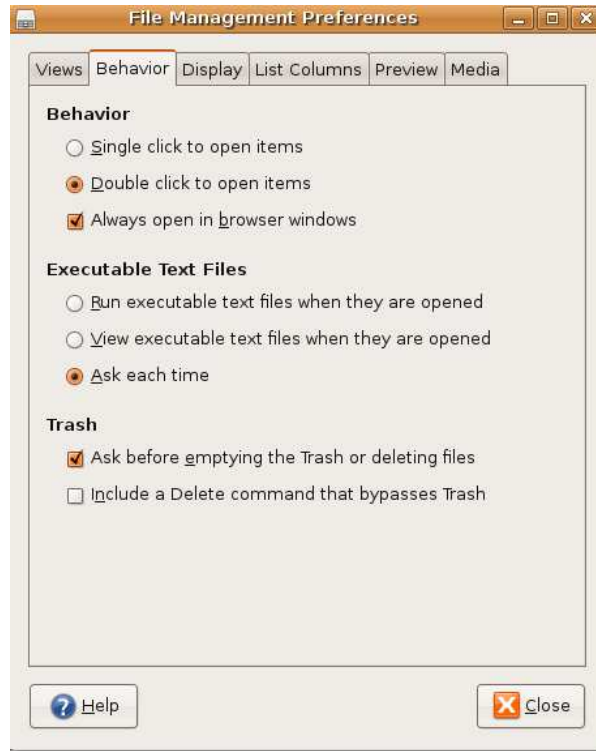 File Management Preferences
Views Behavior Display List Columns Preview Media
Behavior
Single click to open items
Double click to open items
Always open in browser windows
Executable Text Files
Run executable text files when they are opened
View executable text files when they are opened
Ask each time
Trash
Ask before emptying the Trash or deleting files
Include a Delete command that bypasses Trash
Help Close